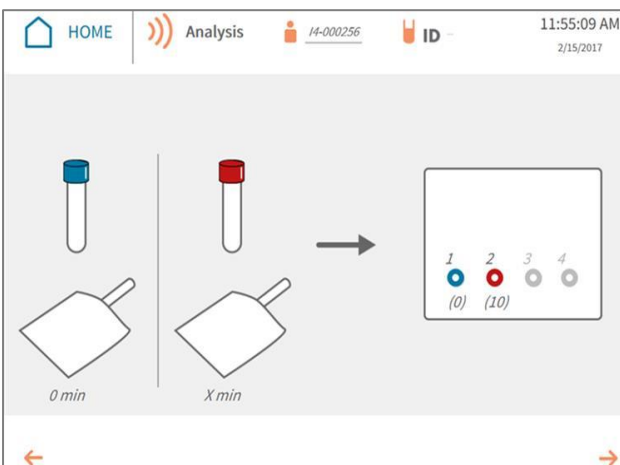 HOME
Analysis
I4-000256
ID -
11:55:09 AM
2/15/2017
1 2 3 4
(0) (10)
0 min
X min